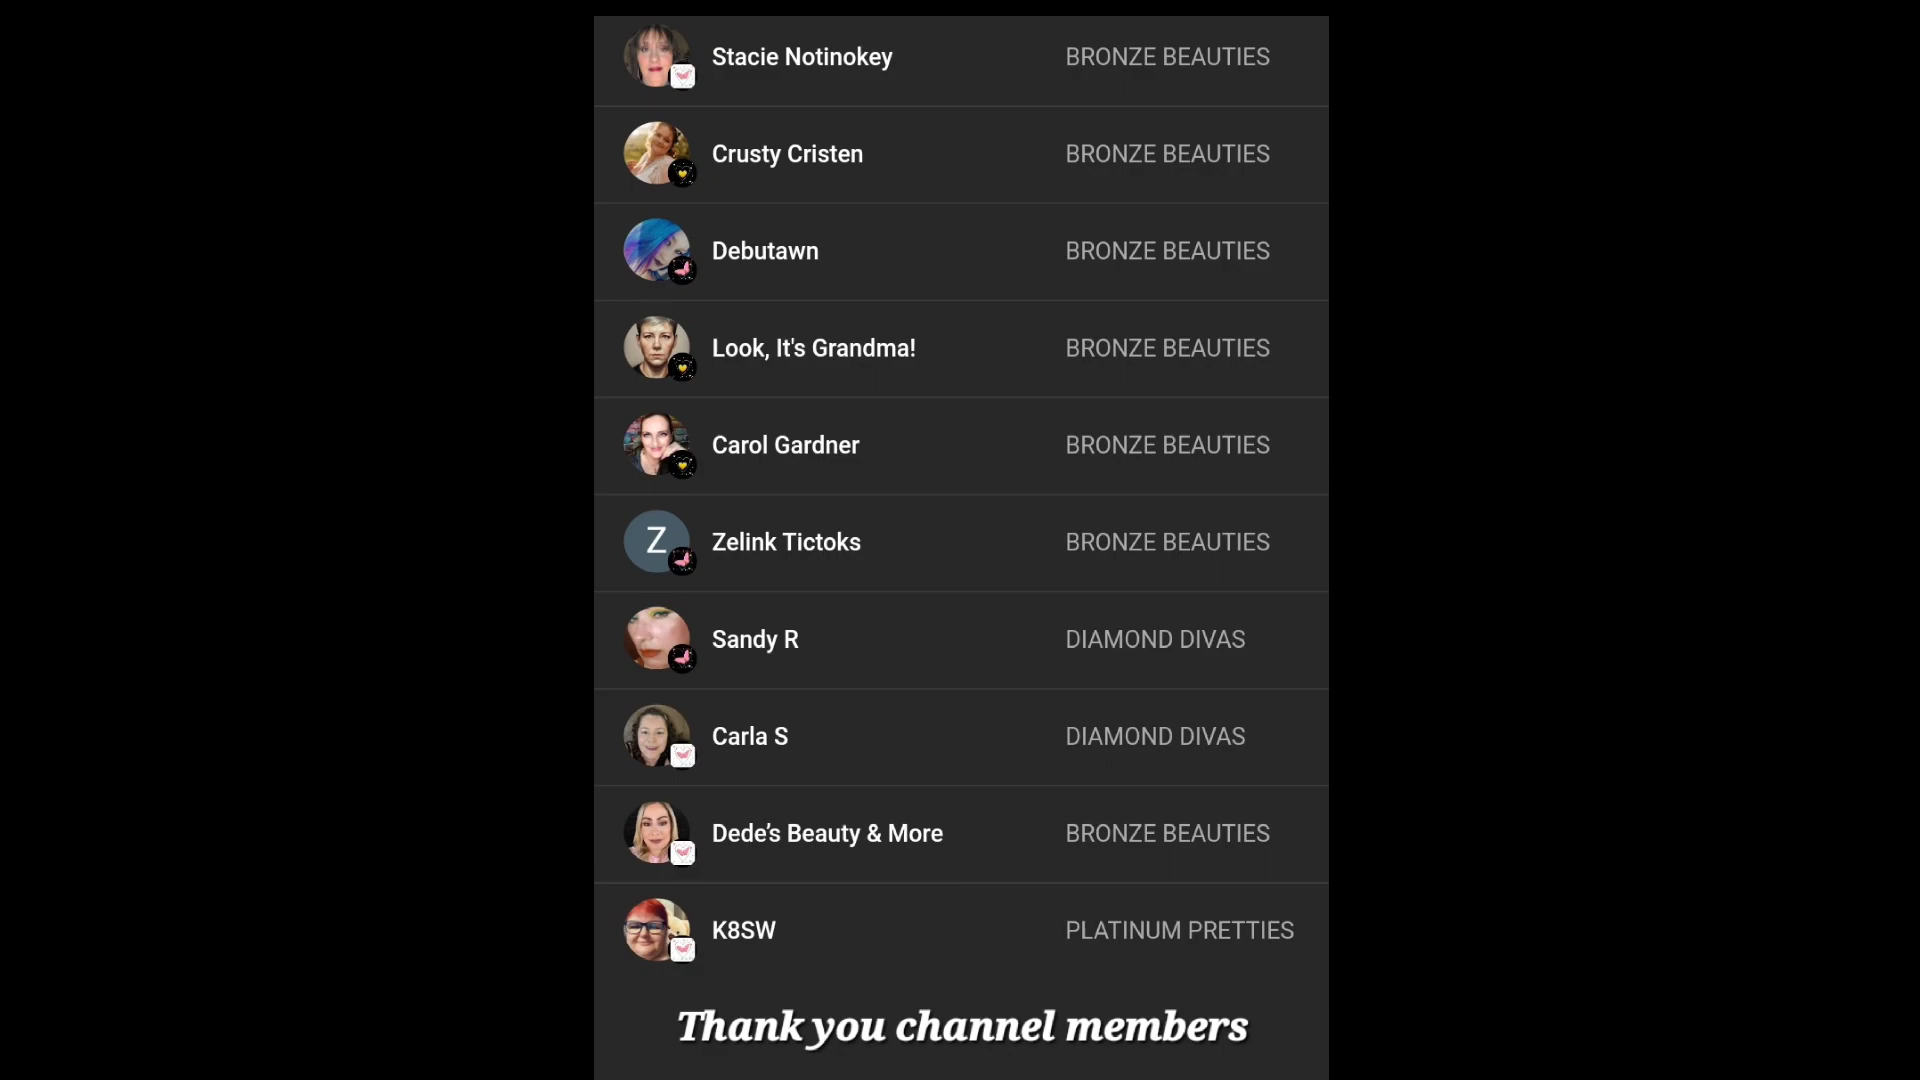 Stacie Notinokey BRONZE BEAUTIES
Crusty Cristen BRONZE BEAUTIES
Debutawn BRONZE BEAUTIES
Look, It's Grandma! BRONZE BEAUTIES
Carol Gardner BRONZE BEAUTIES
Z Zelink Tictoks BRONZE BEAUTIES
Sandy R DIAMOND DIVAS
Carla S DIAMOND DIVAS
Dede’s Beauty & More BRONZE BEAUTIES
K8SW PLATINUM PRETTIES
Thank you channel members